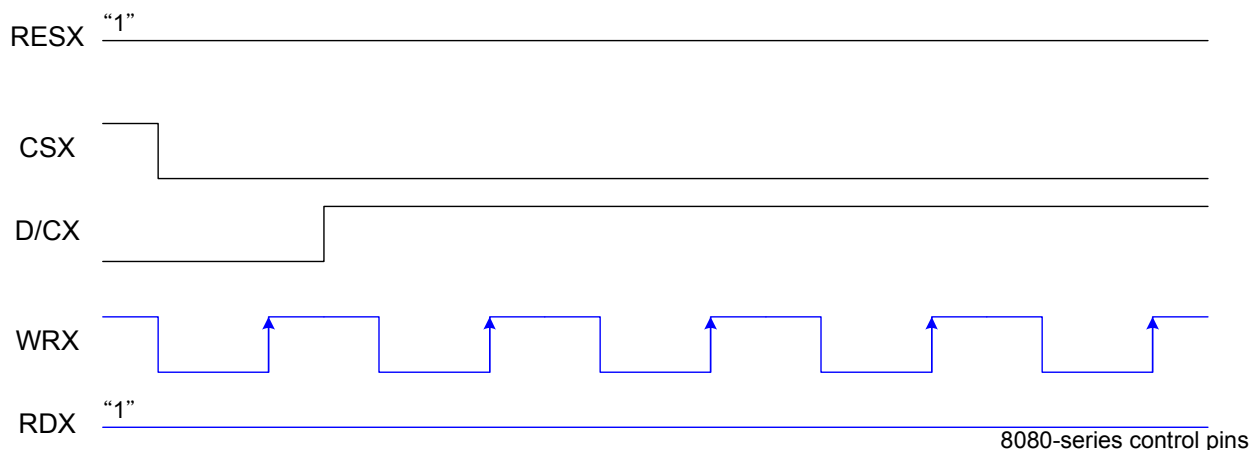 RESX “1”
CSX
D/CX
WRX
RDX “1”
8080-series control pins